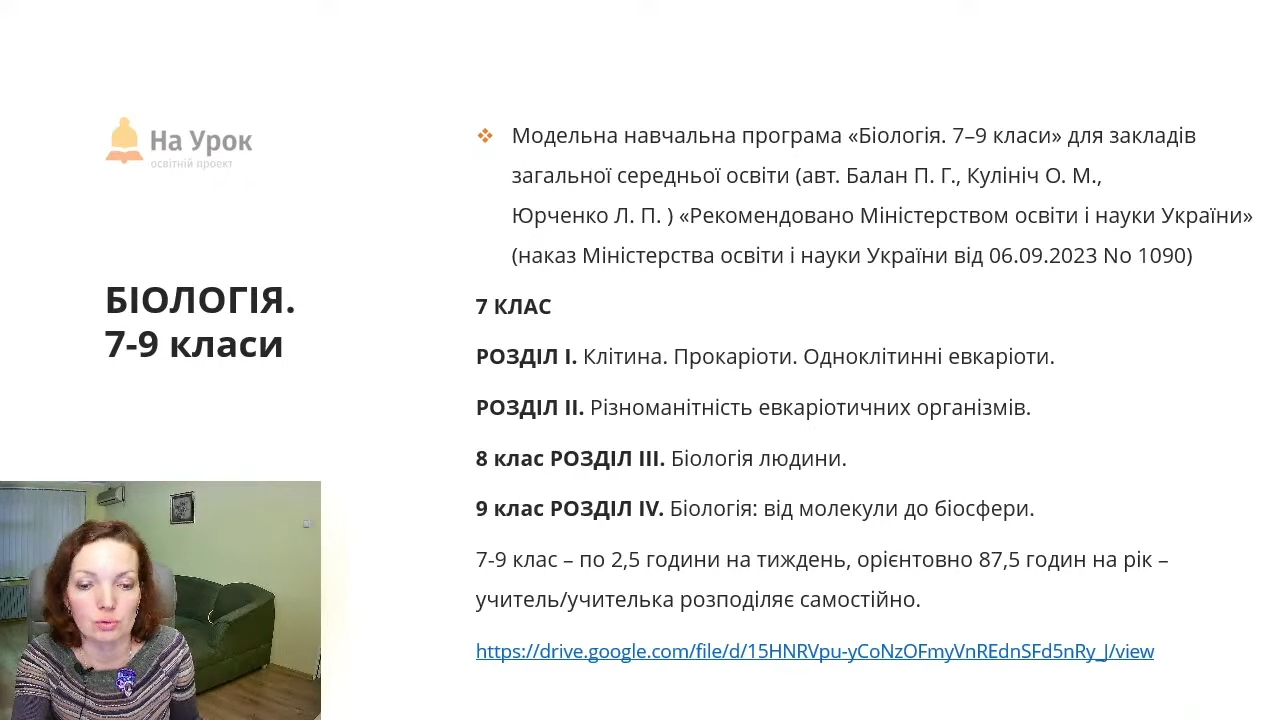 На Урок
освітній проект
БІОЛОГІЯ.
7-9 класи
❖ Модельна навчальна програма «Біологія. 7–9 класи» для закладів
загальної середньої освіти (авт. Балан П. Г., Кулініч О. М.,
Юрченко Л. П. ) «Рекомендовано Міністерством освіти і науки України»
(наказ Міністерства освіти і науки України від 06.09.2023 No 1090)
7 КЛАС
РОЗДІЛ І. Клітина. Прокаріоти. Одноклітинні евкаріоти.
РОЗДІЛ ІІ. Різноманітність евкаріотичних організмів.
8 клас РОЗДІЛ ІІІ. Біологія людини.
9 клас РОЗДІЛ IV. Біологія: від молекули до біосфери.
7-9 клас – по 2,5 години на тиждень, орієнтовно 87,5 годин на рік –
учитель/учителька розподіляє самостійно.
https://drive.google.com/file/d/15HNRVpu-yCoNzOFmyVnREdnSFd5nRy_J/view